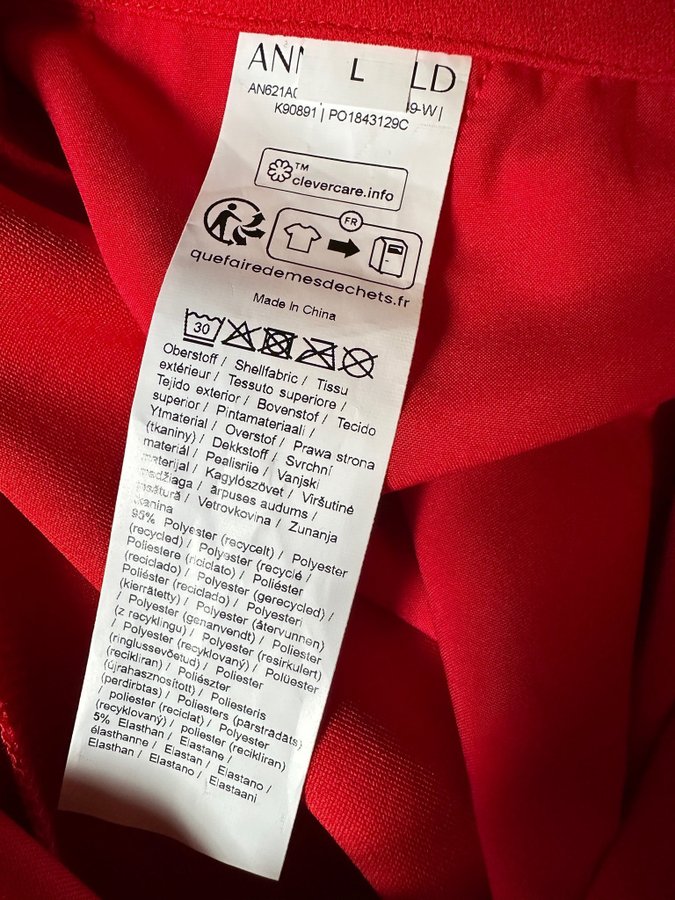 ANN L LD
AN621A 9-W |
K90891 | PO1843129C
TM
clevercare.info
FR
quefairedemesdechets.fr
Made In China
30
Oberstoff / Shellfabric / Tissu
extérieur / Tessuto superiore /
Tejido exterior / Bovenstof / Tecido
superior / Pintamateriaali /
Ytmaterial / Overstof / Prawa strona
(tkaniny) / Dekkstoff / Svrchní
materiál / Pealisriie / Vanjski
materijal / Kagylószövet / Viršutinė
medžiaga / ārpuses audums /
țesătură / Vetrovkovina / Zunanja
tkanina
95% Polyester (recycelt) / Polyester
(recycled) / Polyester (recyclé /
Poliestere (riciclato) / Poliéster
(reciclado) / Polyester (gerecycled) /
Poliéster (reciclado) / Polyesteri
(kierrätetty) / Polyester (återvunnen)
/ Polyester (genanvendt) / Poliester
(z recyklingu) / Polyester (resirkulert)
/ Polyester (recyklovaný) / Polüester
(ringlussevõetud) / Poliester
(recikliran) / Poliészter
(újrahasznosított) / Poliesteris
(perdirbtas) / Poliesters (pārstrādāts)
poliester (reciclat) / Polyester
(recyklovaný) / poliester (recikliran)
5% Elasthan / Elastane /
élasthanne / Elastan / Elastano /
Elasthan / Elastano / Elastaani